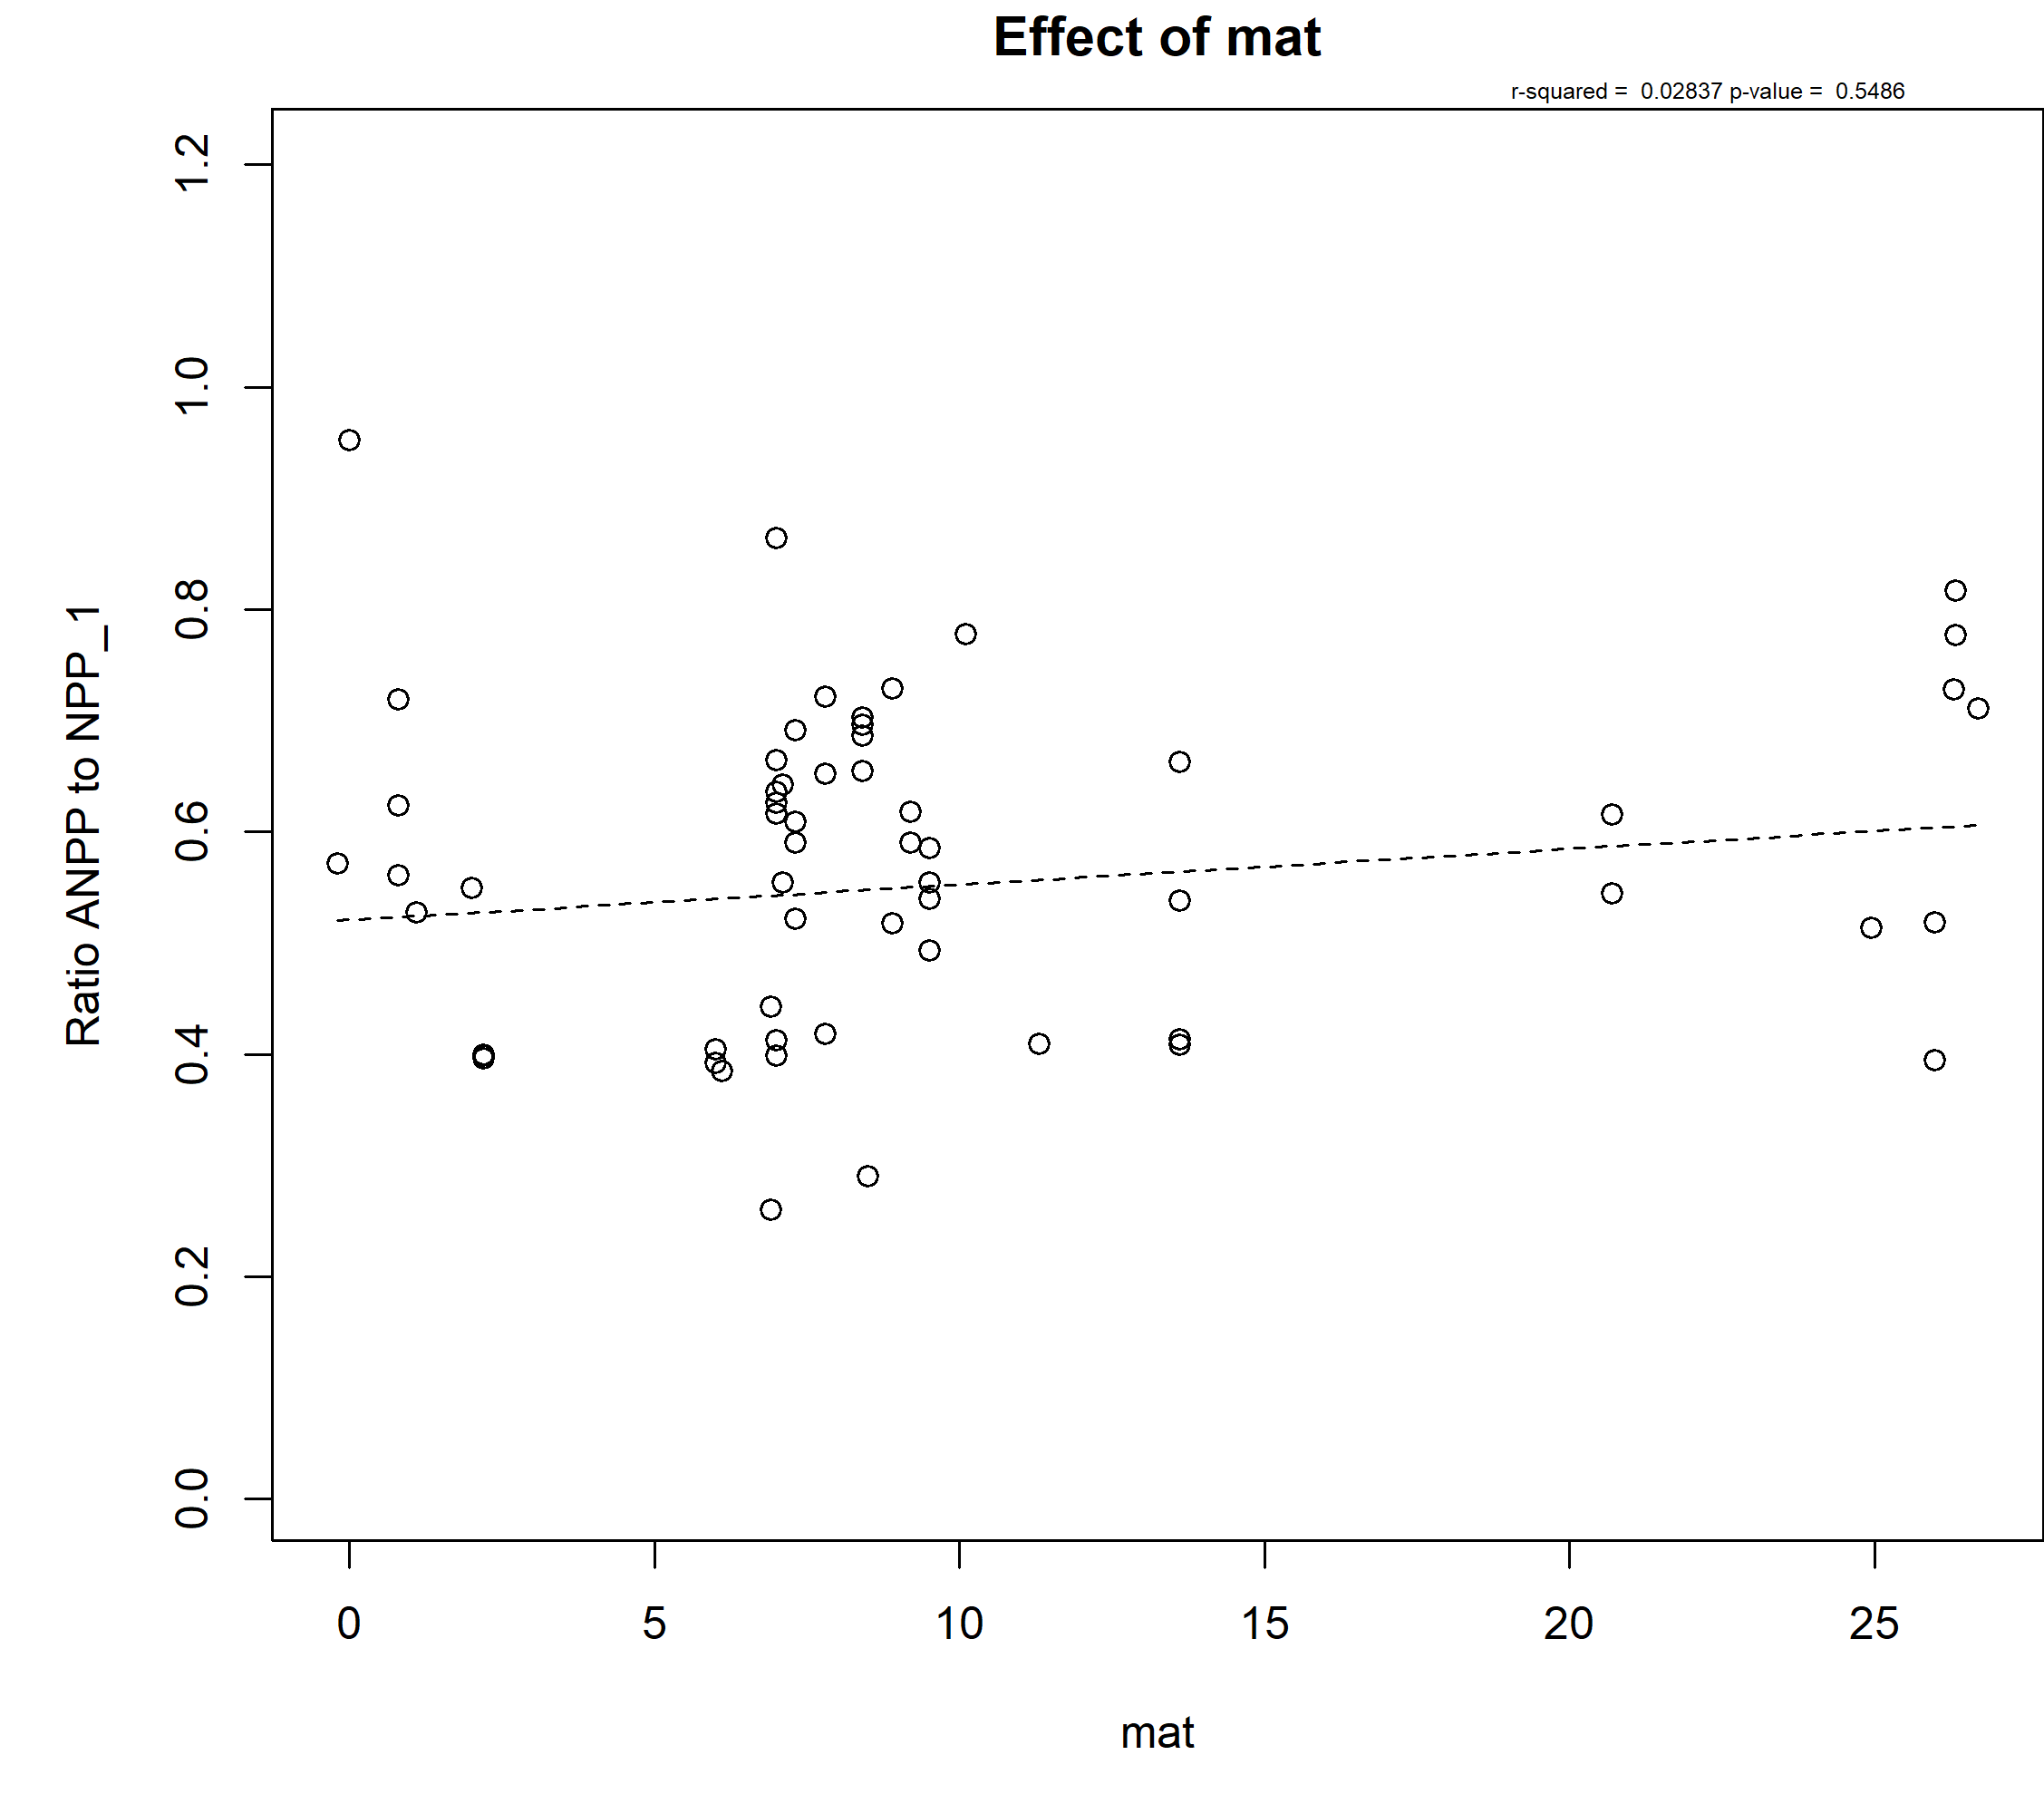 Effect of mat
r-squared =  0.02837 p-value =  0.5486
Ratio ANPP to NPP_1
1.2
1.0
0.8
0.6
0.4
0.2
0.0
0 5 10 15 20 25
mat